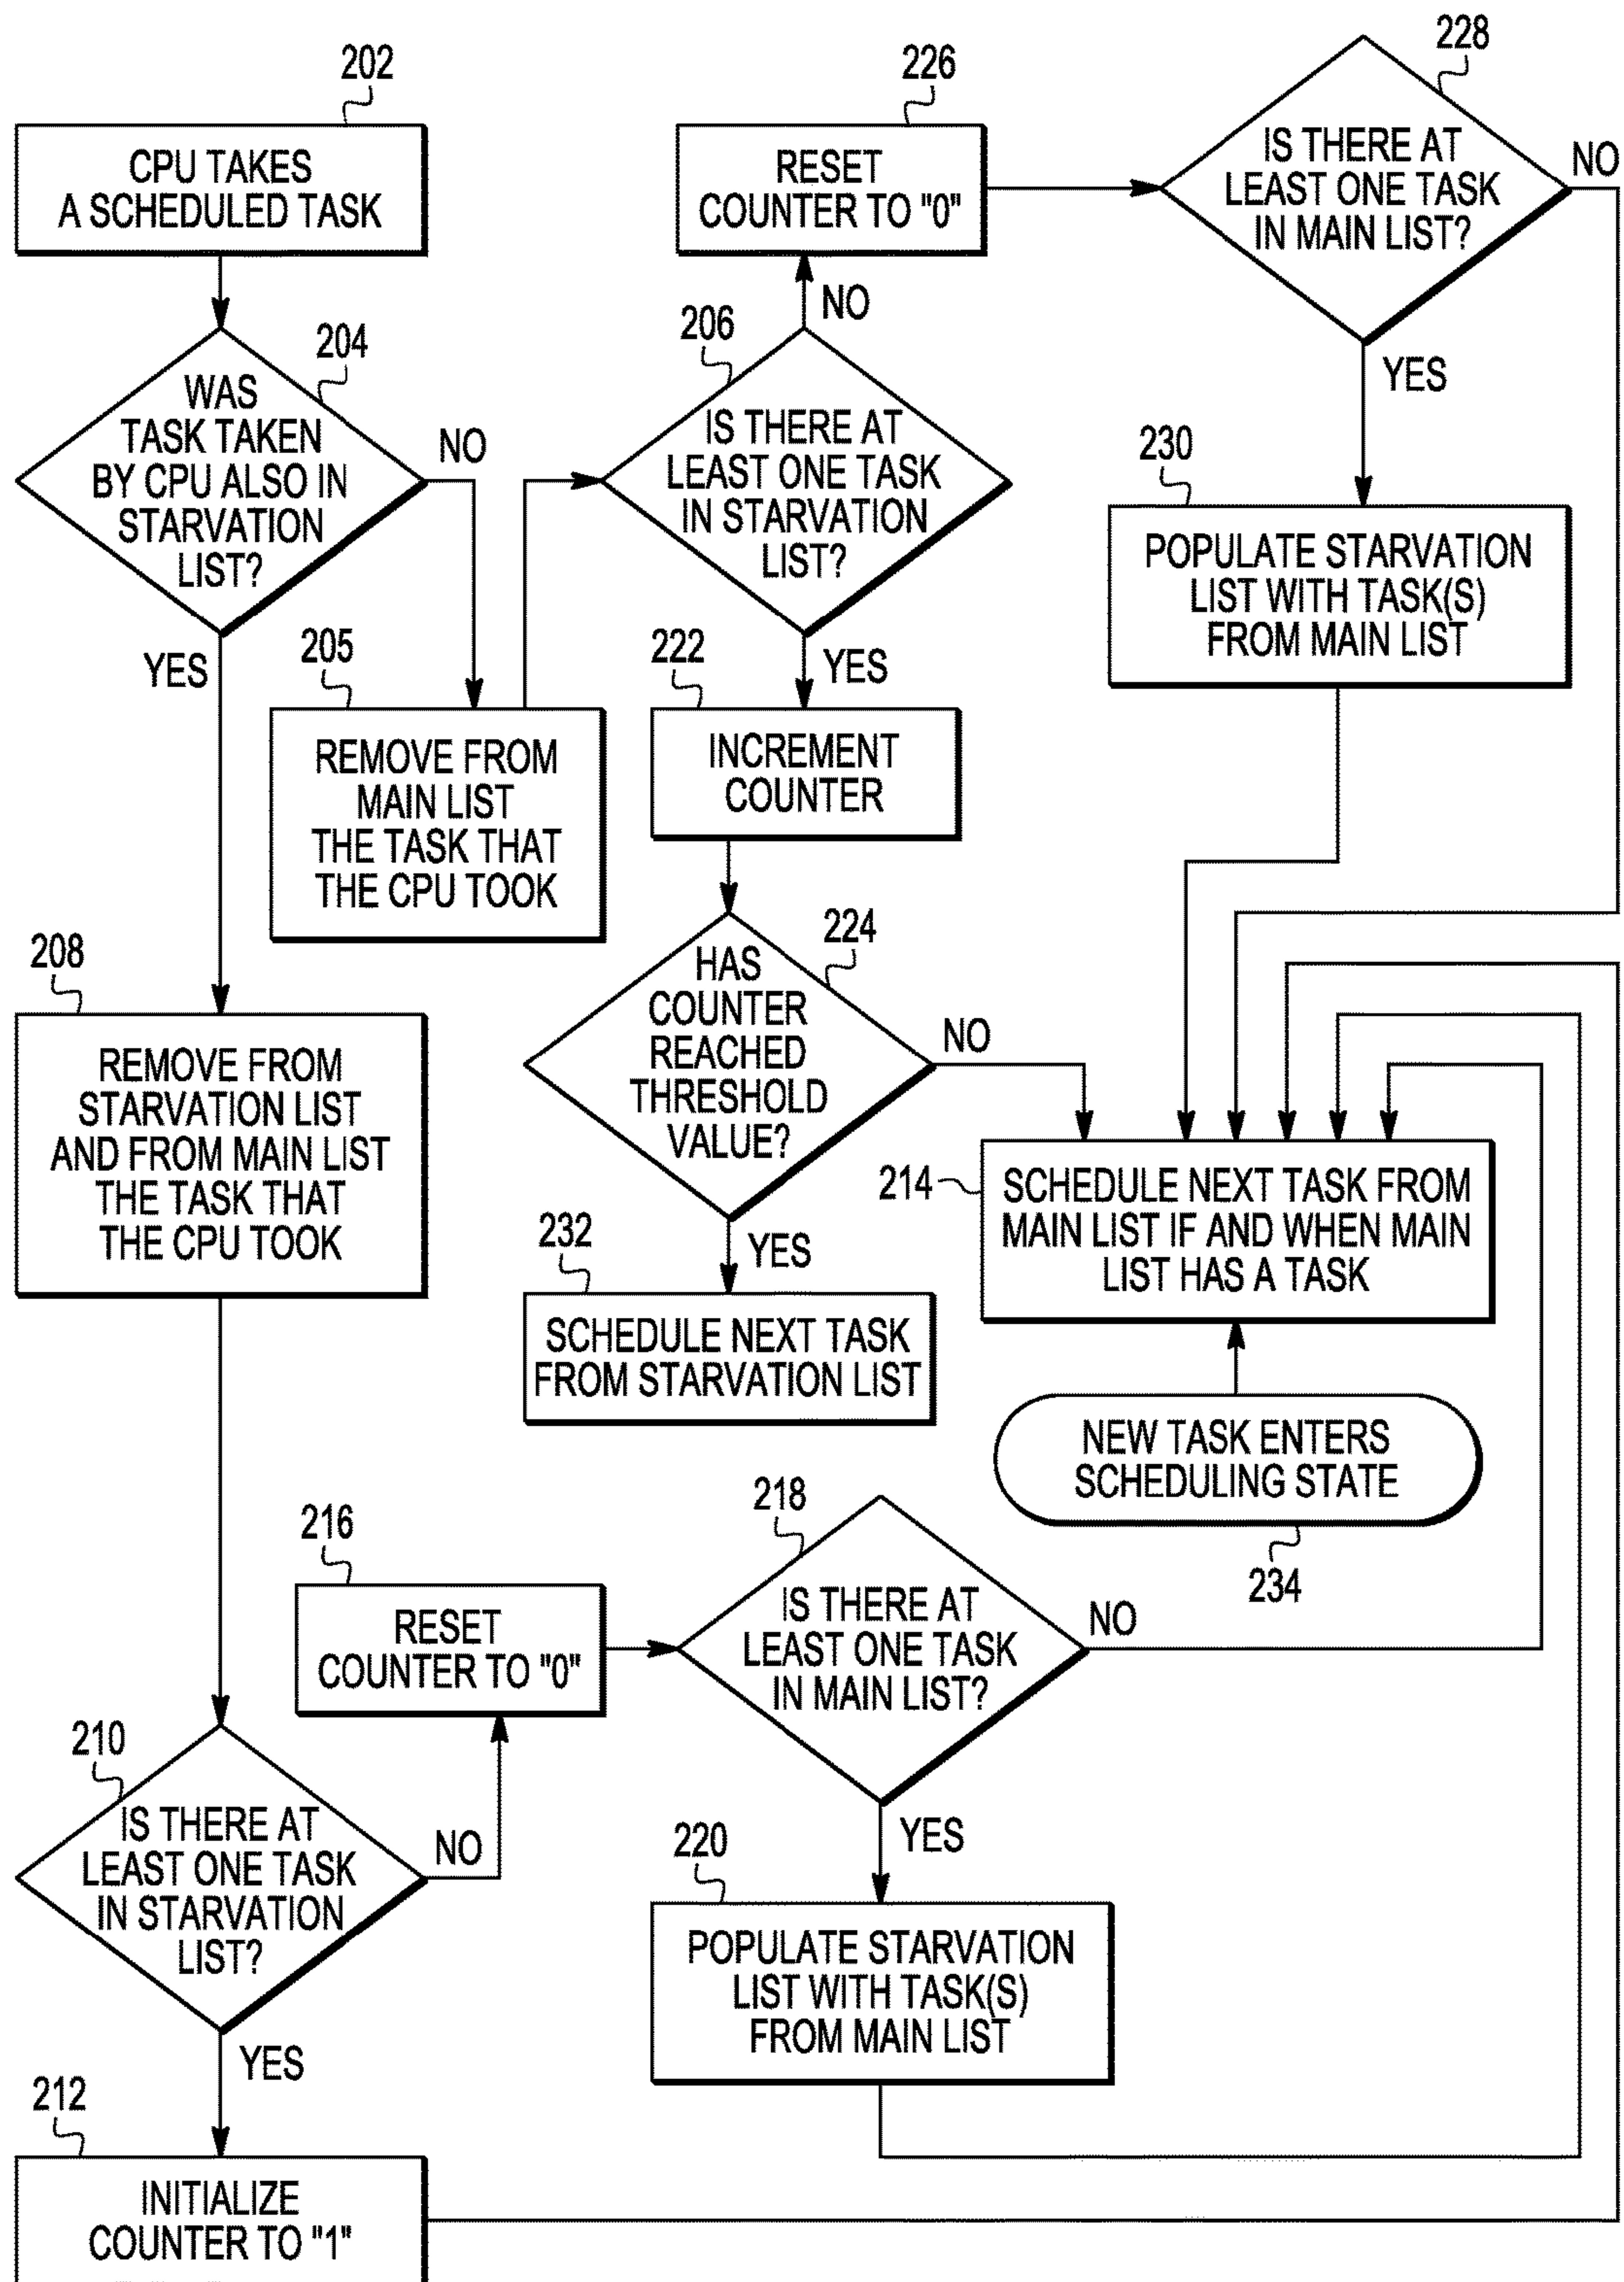 202
CPU TAKES
A SCHEDULED TASK
204
WAS
TASK TAKEN
BY CPU ALSO IN
STARVATION
LIST?
NO
YES
205
REMOVE FROM
MAIN LIST
THE TASK THAT
THE CPU TOOK
206
IS THERE AT
LEAST ONE TASK
IN STARVATION
LIST?
NO
YES
226
RESET
COUNTER TO "0"
228
IS THERE AT
LEAST ONE TASK
IN MAIN LIST?
NO
YES
230
POPULATE STARVATION
LIST WITH TASK(S)
FROM MAIN LIST
222
INCREMENT
COUNTER
224
HAS
COUNTER
REACHED
THRESHOLD
VALUE?
NO
YES
232
SCHEDULE NEXT TASK
FROM STARVATION LIST
214
SCHEDULE NEXT TASK FROM
MAIN LIST IF AND WHEN MAIN
LIST HAS A TASK
NEW TASK ENTERS
SCHEDULING STATE
234
208
REMOVE FROM
STARVATION LIST
AND FROM MAIN LIST
THE TASK THAT
THE CPU TOOK
210
IS THERE AT
LEAST ONE TASK
IN STARVATION
LIST?
NO
YES
216
RESET
COUNTER TO "0"
218
IS THERE AT
LEAST ONE TASK
IN MAIN LIST?
NO
YES
220
POPULATE STARVATION
LIST WITH TASK(S)
FROM MAIN LIST
212
INITIALIZE
COUNTER TO "1"